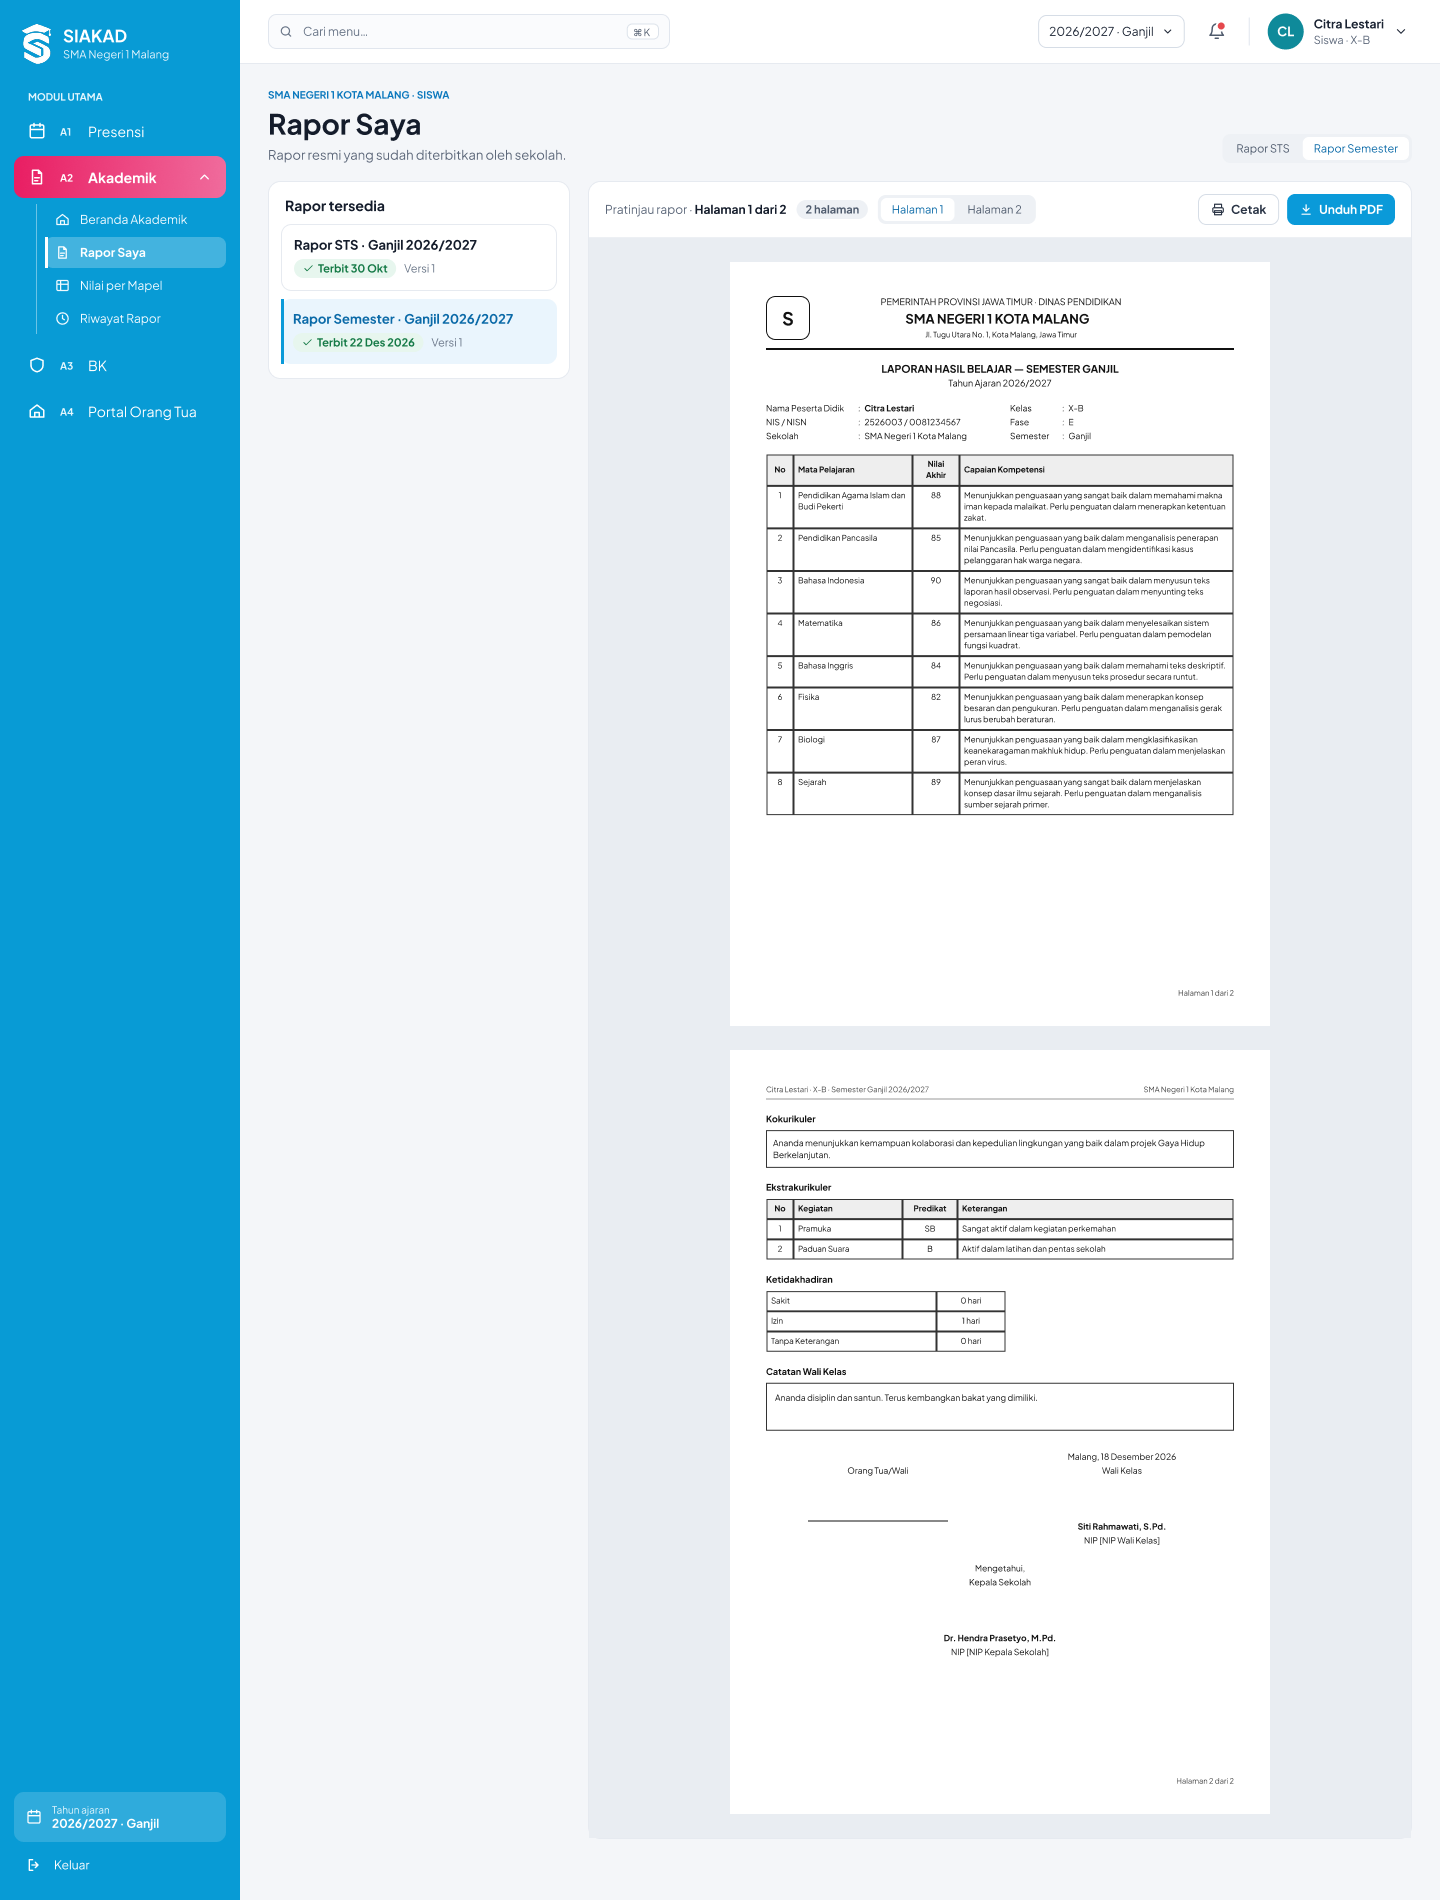 SIAKAD
SMA Negeri 1 Malang
MODUL UTAMA
A1 Presensi
A2 Akademik
Beranda Akademik
Rapor Saya
Nilai per Mapel
Riwayat Rapor
A3 BK
A4 Portal Orang Tua
Tahun ajaran
2026/2027 · Ganjil
Keluar
Cari menu...
⌘K
2026/2027 · Ganjil
CL
Citra Lestari
Siswa · X-B
SMA NEGERI 1 KOTA MALANG · SISWA
Rapor Saya
Rapor resmi yang sudah diterbitkan oleh sekolah.
Rapor STS
Rapor Semester
Rapor tersedia
Rapor STS · Ganjil 2026/2027
Terbit 30 Okt Versi 1
Rapor Semester · Ganjil 2026/2027
Terbit 22 Des 2026 Versi 1
Pratinjau rapor · Halaman 1 dari 2
2 halaman
Halaman 1
Halaman 2
Cetak
Unduh PDF
S
PEMERINTAH PROVINSI JAWA TIMUR · DINAS PENDIDIKAN
SMA NEGERI 1 KOTA MALANG
Jl. Tugu Utara No. 1, Kota Malang, Jawa Timur
LAPORAN HASIL BELAJAR — SEMESTER GANJIL
Tahun Ajaran 2026/2027
Nama Peserta Didik : Citra Lestari Kelas : X-B
NIS / NISN : 2526003 / 0081234567 Fase : E
Sekolah : SMA Negeri 1 Kota Malang Semester : Ganjil
No Mata Pelajaran Nilai Akhir Capaian Kompetensi
1 Pendidikan Agama Islam dan Budi Pekerti 88 Menunjukkan penguasaan yang sangat baik dalam memahami makna
iman kepada malaikat. Perlu penguatan dalam menerapkan ketentuan
zakat.
2 Pendidikan Pancasila 85 Menunjukkan penguasaan yang baik dalam menganalisis penerapan
nilai Pancasila. Perlu penguatan dalam mengidentifikasi kasus
pelanggaran hak warga negara.
3 Bahasa Indonesia 90 Menunjukkan penguasaan yang sangat baik dalam menyusun teks
laporan hasil observasi. Perlu penguatan dalam menyunting teks
negosiasi.
4 Matematika 86 Menunjukkan penguasaan yang baik dalam menyelesaikan sistem
persamaan linear tiga variabel. Perlu penguatan dalam pemodelan
fungsi kuadrat.
5 Bahasa Inggris 84 Menunjukkan penguasaan yang baik dalam memahami teks deskriptif.
Perlu penguatan dalam menyusun teks prosedur secara runtut.
6 Fisika 82 Menunjukkan penguasaan yang baik dalam menerapkan konsep
besaran dan pengukuran. Perlu penguatan dalam menganalisis gerak
lurus berubah beraturan.
7 Biologi 87 Menunjukkan penguasaan yang baik dalam mengklasifikasikan
keanekaragaman makhluk hidup. Perlu penguatan dalam menjelaskan
peran virus.
8 Sejarah 89 Menunjukkan penguasaan yang sangat baik dalam menjelaskan
konsep dasar ilmu sejarah. Perlu penguatan dalam menganalisis
sumber sejarah primer.
Halaman 1 dari 2
Citra Lestari · X-B · Semester Ganjil 2026/2027 SMA Negeri 1 Kota Malang
Kokurikuler
Ananda menunjukkan kemampuan kolaborasi dan kepedulian lingkungan yang baik dalam projek Gaya Hidup
Berkelanjutan.
Ekstrakurikuler
No Kegiatan Predikat Keterangan
1 Pramuka SB Sangat aktif dalam kegiatan perkemahan
2 Paduan Suara B Aktif dalam latihan dan pentas sekolah
Ketidakhadiran
Sakit 0 hari
Izin 1 hari
Tanpa Keterangan 0 hari
Catatan Wali Kelas
Ananda disiplin dan santun. Terus kembangkan bakat yang dimiliki.
Malang, 18 Desember 2026
Orang Tua/Wali Wali Kelas
Siti Rahmawati, S.Pd.
NIP [NIP Wali Kelas]
Mengetahui,
Kepala Sekolah
Dr. Hendra Prasetyo, M.Pd.
NIP [NIP Kepala Sekolah]
Halaman 2 dari 2